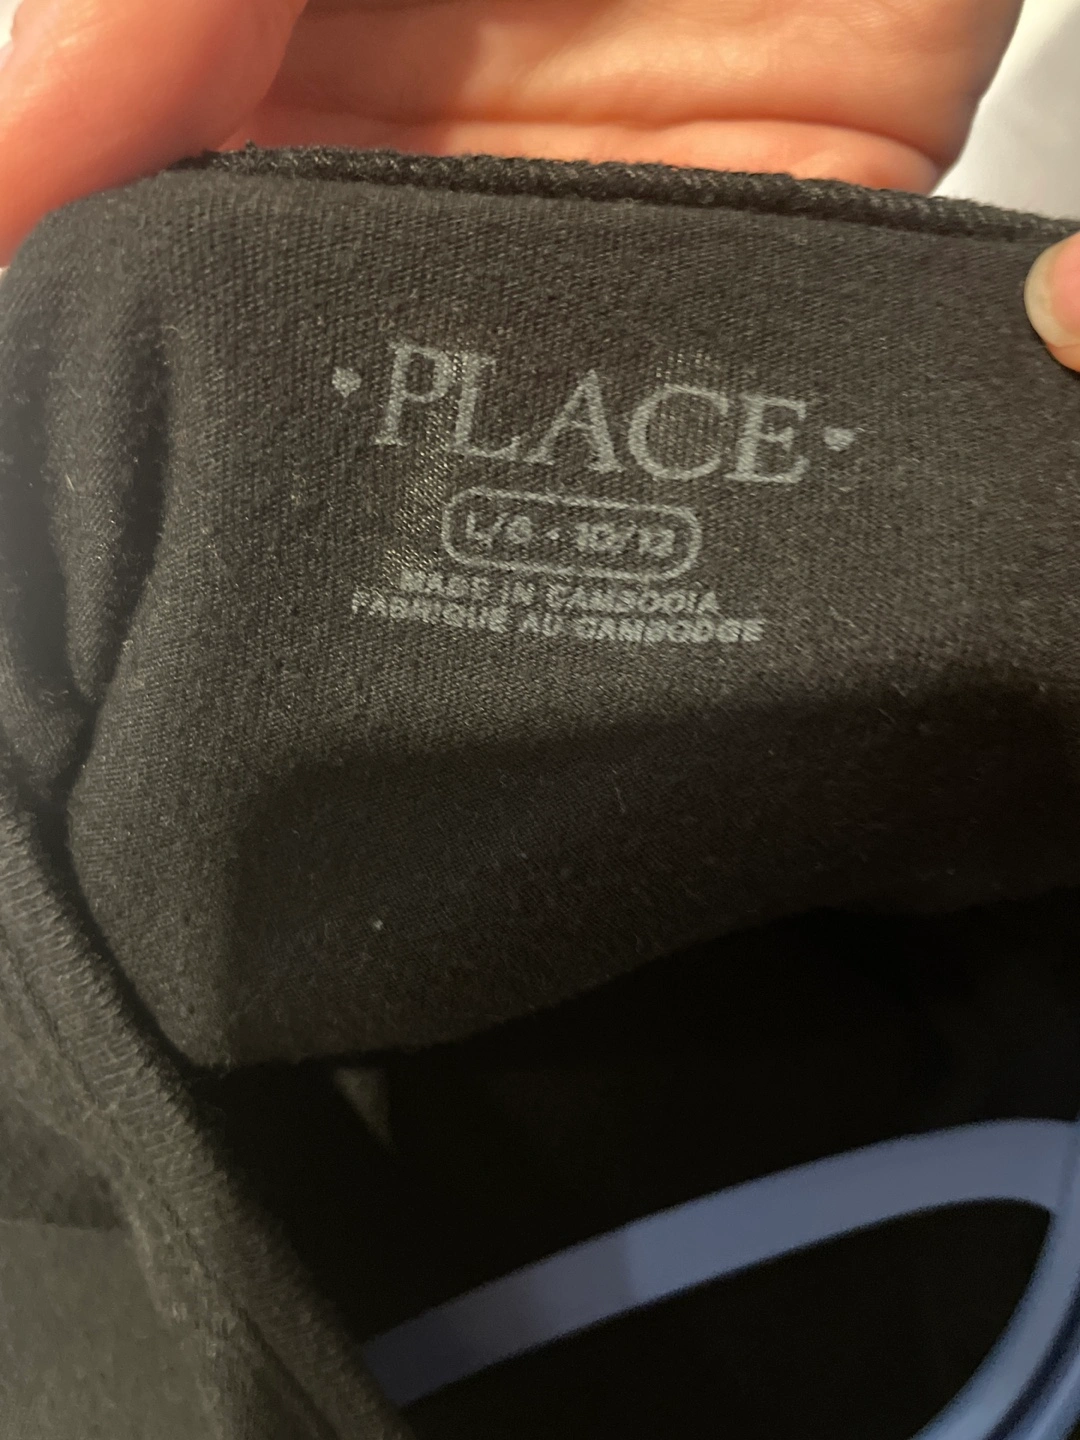 PLACE
L/G • 10/12
MADE IN CAMBODIA
FABRIQUÉ AU CAMBODGE